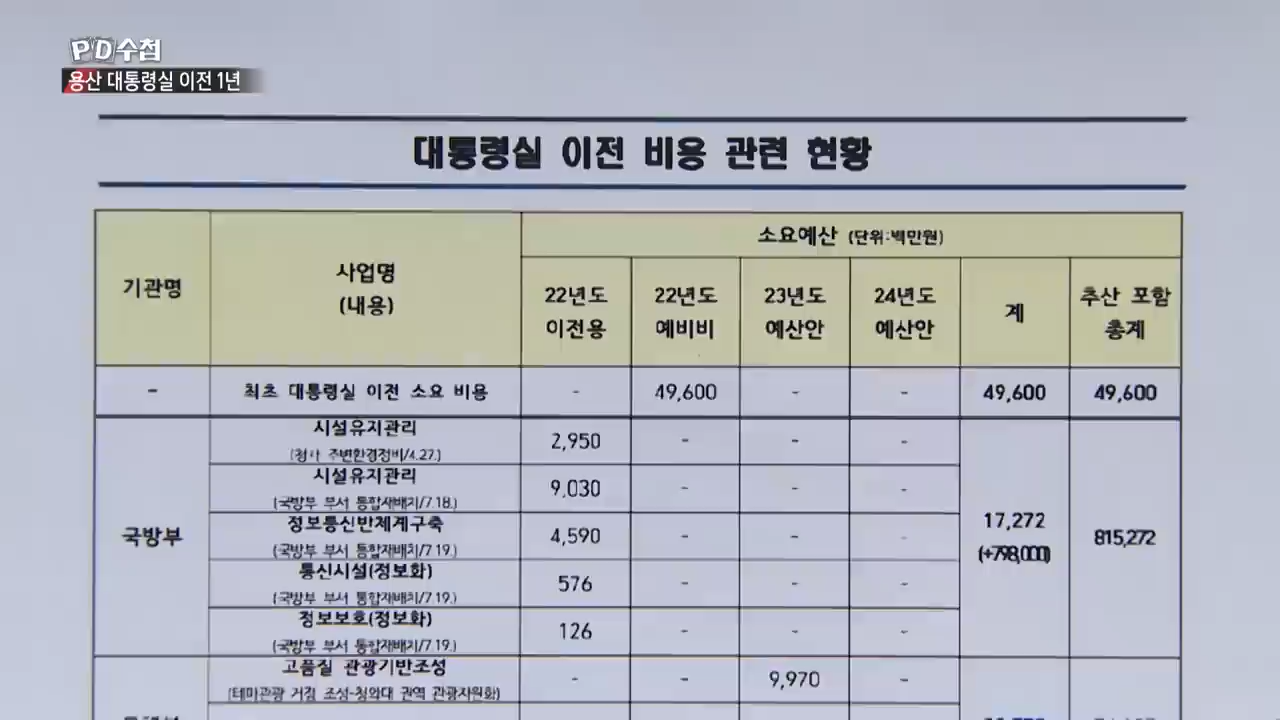 PD수첩
용산 대통령실 이전 1년
대통령실 이전 비용 관련 현황
기관명
사업명
(내용)
소요예산 (단위:백만원)
22년도
이전용
22년도
예비비
23년도
예산안
24년도
예산안
계
추산 포함
총계
- 최초 대통령실 이전 소요 비용 - 49,600 - - 49,600 49,600
국방부
시설유지관리
(청사 주변환경정비/4.27.)
2,950 - - -
시설유지관리
(국방부 부서 통합재배치/7.18.)
9,030 - - -
정보통신반체계구축
(국방부 부서 통합재배치/7.19.)
4,590 - - -
통신시설(정보화)
(국방부 부서 통합재배치/7.19.)
576 - - -
정보보호(정보화)
(국방부 부서 통합재배치/7.19.)
126 - - -
17,272
(+798,000)
815,272
고품질 관광기반조성
(테마관광 거점 조성-청와대 권역 관광자원화)
- - 9,970 -